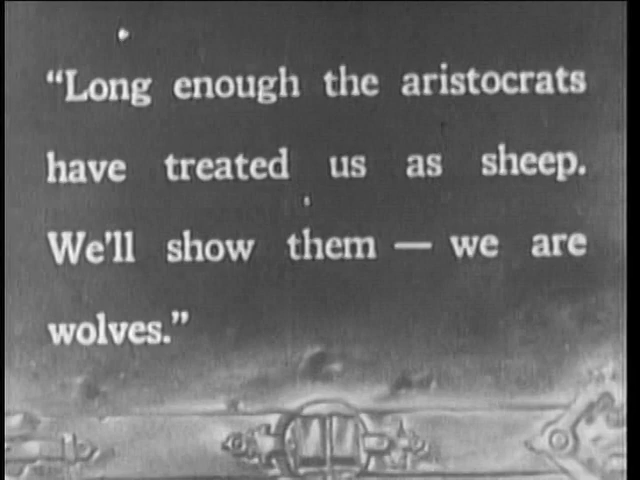 “Long enough the aristocrats
have treated us as sheep.
We'll show them — we are
wolves.”